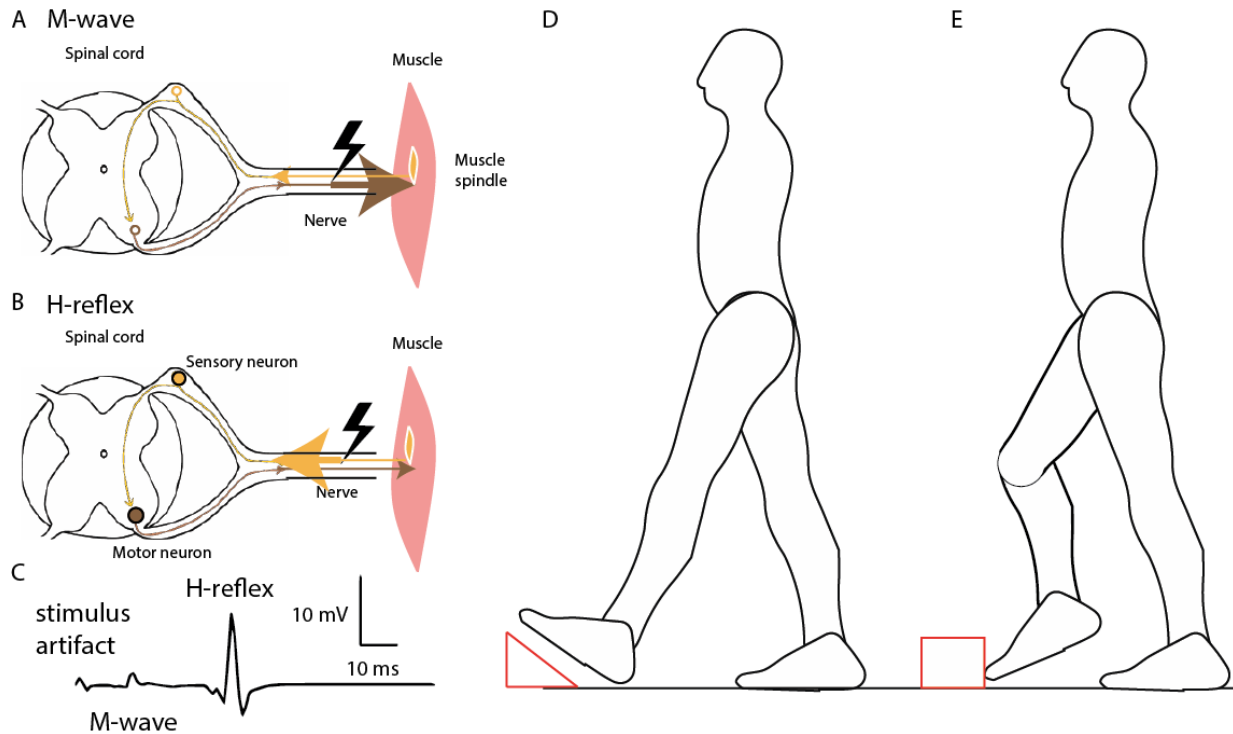 A M-wave
Spinal cord
Muscle
Muscle
spindle
Nerve
B H-reflex
Spinal cord
Muscle
Sensory neuron
Nerve
Motor neuron
C
H-reflex
stimulus
artifact
10 mV
10 ms
M-wave
D
E